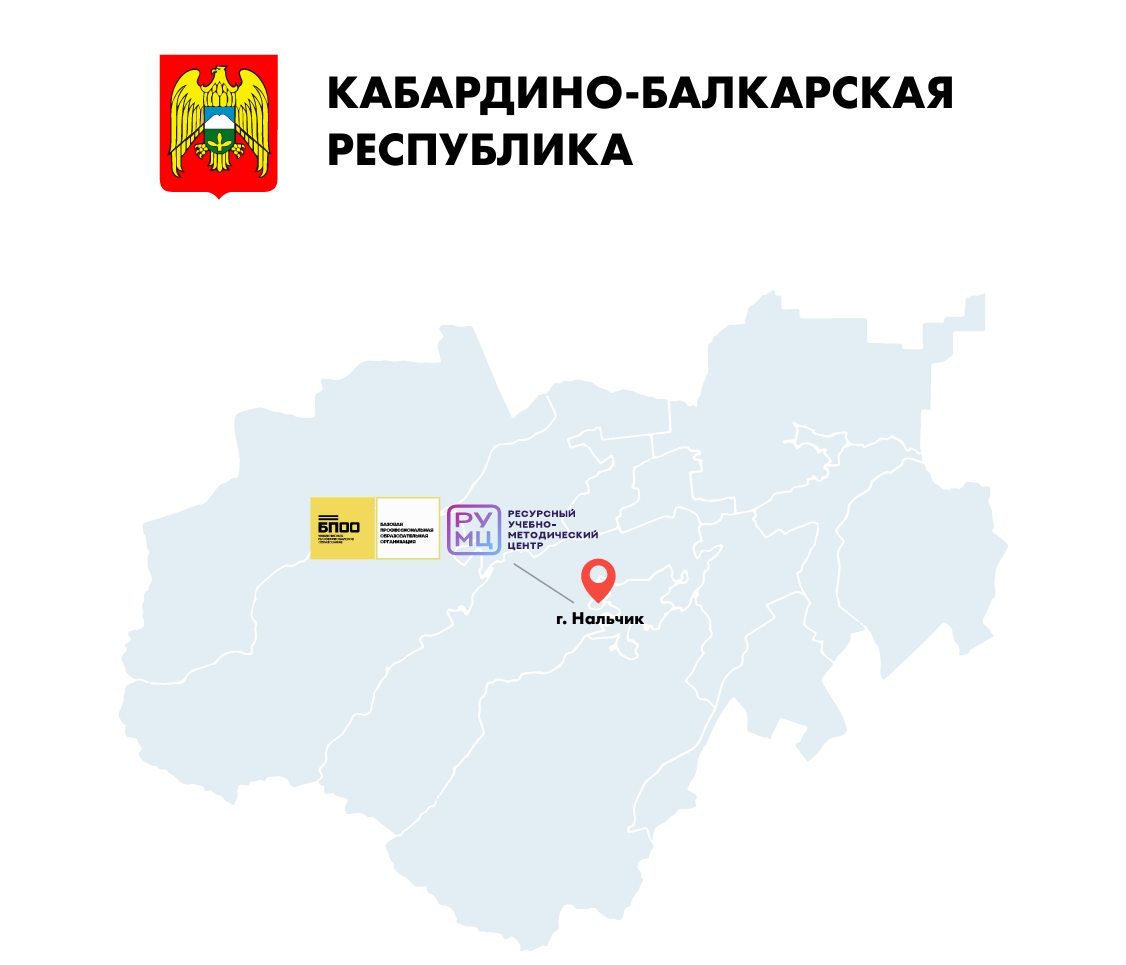 КАБАРДИНО-БАЛКАРСКАЯ
РЕСПУБЛИКА
БПОО
БАЗОВАЯ
ПРОФЕССИОНАЛЬНАЯ
ОБРАЗОВАТЕЛЬНАЯ
ОРГАНИЗАЦИЯ
РУ
МЦ
РЕСУРСНЫЙ
УЧЕБНО-
МЕТОДИЧЕСКИЙ
ЦЕНТР
г. Нальчик